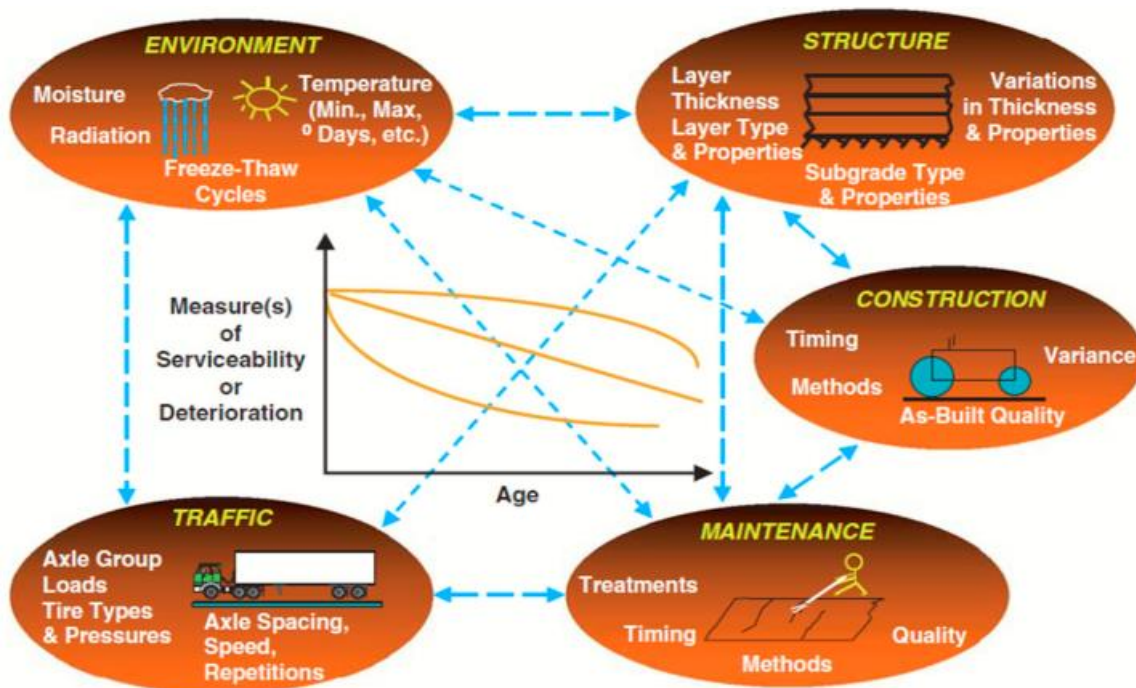 ENVIRONMENT
Moisture
Radiation
Temperature
(Min., Max,
º Days, etc.)
Freeze-Thaw
Cycles
STRUCTURE
Layer
Thickness
Layer Type
& Properties
Variations
in Thickness
& Properties
Subgrade Type
& Properties
Measure(s)
of
Serviceability
or
Deterioration
Age
CONSTRUCTION
Timing
Variance
Methods
As-Built Quality
TRAFFIC
Axle Group
Loads
Tire Types
& Pressures
Axle Spacing,
Speed,
Repetitions
MAINTENANCE
Treatments
Timing
Quality
Methods